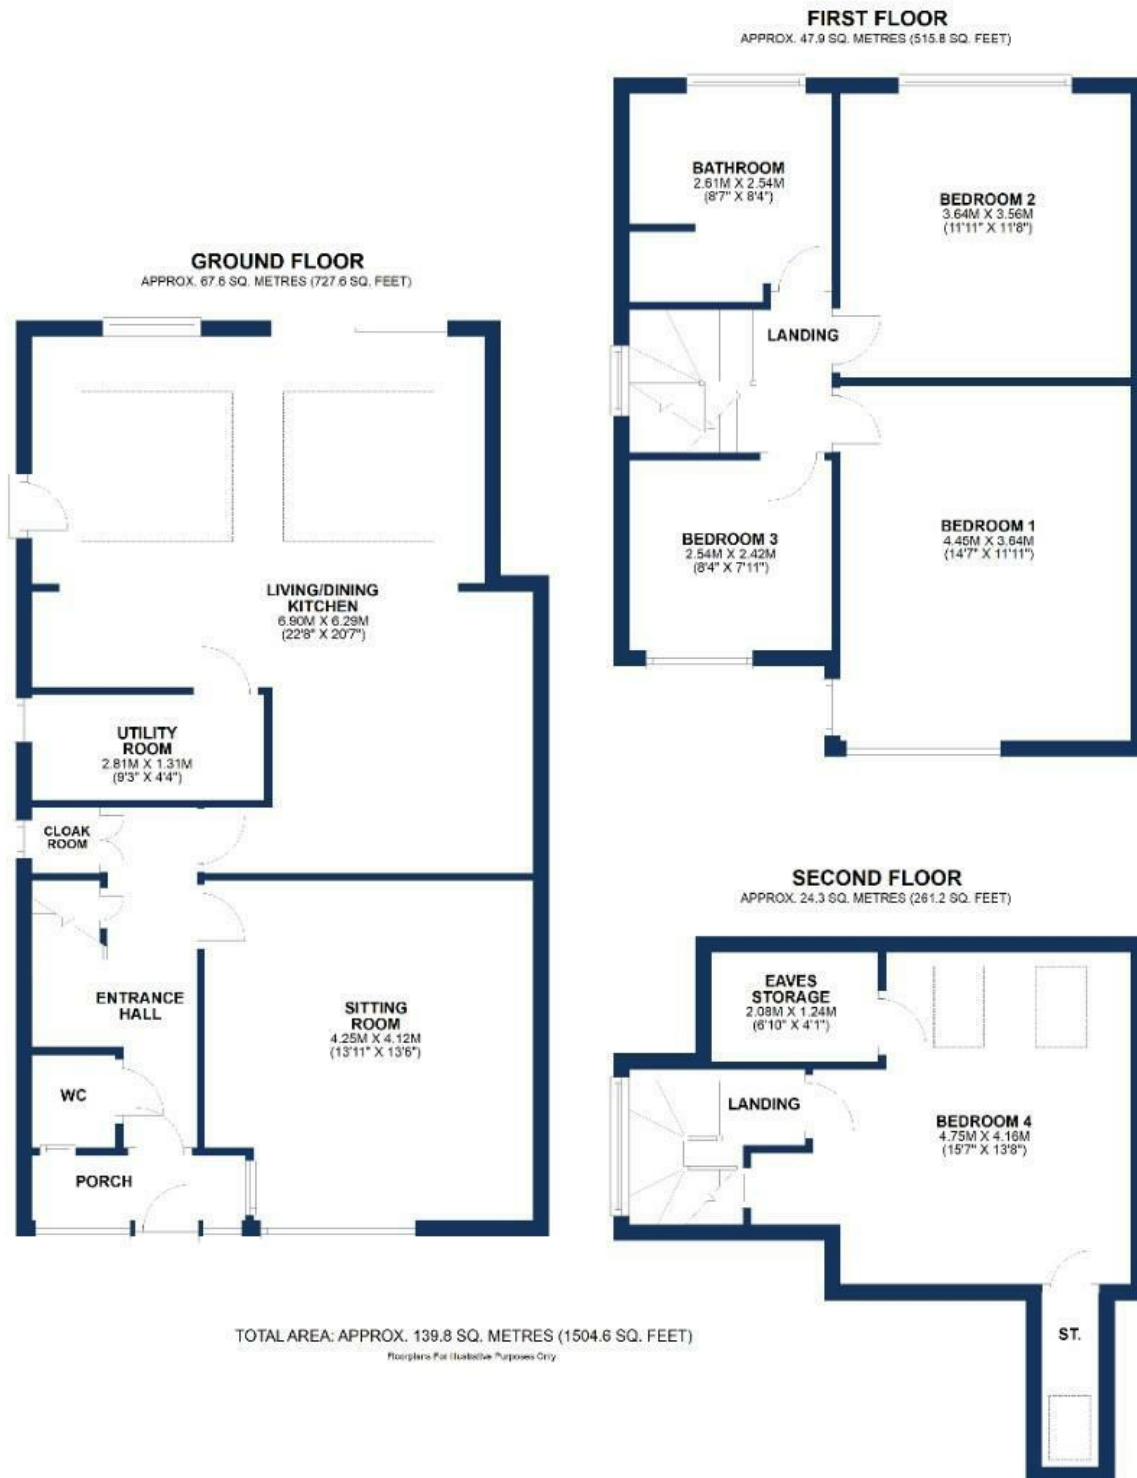 GROUND FLOOR
APPROX. 67.6 SQ. METRES (727.6 SQ. FEET)
LIVING/DINING
KITCHEN
6.90M X 6.29M
(22'8" X 20'7")
UTILITY
ROOM
2.81M X 1.31M
(9'3" X 4'4")
CLOAK
ROOM
ENTRANCE
HALL
SITTING
ROOM
4.25M X 4.12M
(13'11" X 13'6")
WC
PORCH
FIRST FLOOR
APPROX. 47.9 SQ. METRES (515.8 SQ. FEET)
BATHROOM
2.61M X 2.54M
(8'7" X 8'4")
BEDROOM 2
3.64M X 3.56M
(11'11" X 11'8")
LANDING
BEDROOM 3
2.54M X 2.42M
(8'4" X 7'11")
BEDROOM 1
4.45M X 3.64M
(14'7" X 11'11")
SECOND FLOOR
APPROX. 24.3 SQ. METRES (261.2 SQ. FEET)
EAVES
STORAGE
2.08M X 1.24M
(6'10" X 4'1")
LANDING
BEDROOM 4
4.75M X 4.16M
(15'7" X 13'8")
ST.
TOTAL AREA: APPROX. 139.8 SQ. METRES (1504.6 SQ. FEET)
Floorplans For Illustrative Purposes Only